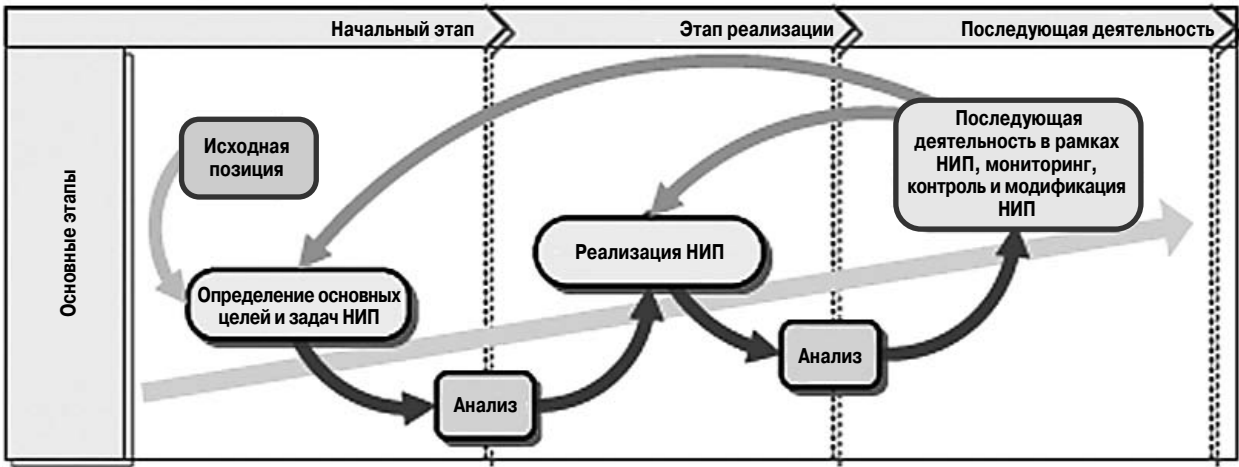 Начальный этап
Этап реализации
Последующая деятельность
Основные этапы
Исходная
позиция
Последующая
деятельность в рамках
НИП, мониторинг,
контроль и модификация
НИП
Реализация НИП
Определение основных
целей и задач НИП
Анализ
Анализ